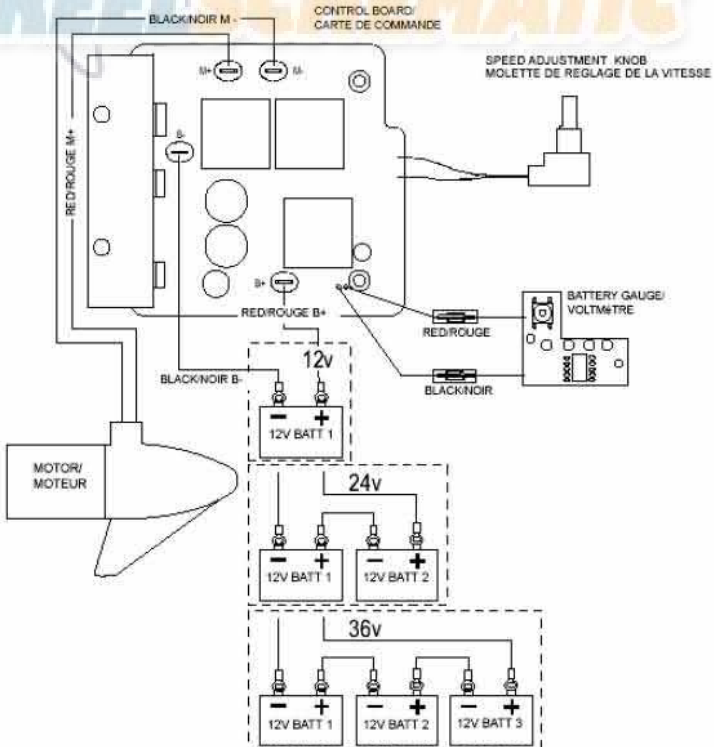 REEL SCHEMATIC
BLACK/NOIR M -
CONTROL BOARD/
CARTE DE COMMANDE
SPEED ADJUSTMENT KNOB
MOLETTE DE REGLAGE DE LA VITESSE
M+
M-
B-
RED/ROUGE M+
B+
RED/ROUGE B+
BATTERY GAUGE/
VOLTMèTRE
RED/ROUGE
BLACK/NOIR
BLACK/NOIR B-
12v
- +
12V BATT 1
MOTOR/
MOTEUR
24v
- + - +
12V BATT 1 12V BATT 2
36v
- + - + - +
12V BATT 1 12V BATT 2 12V BATT 3